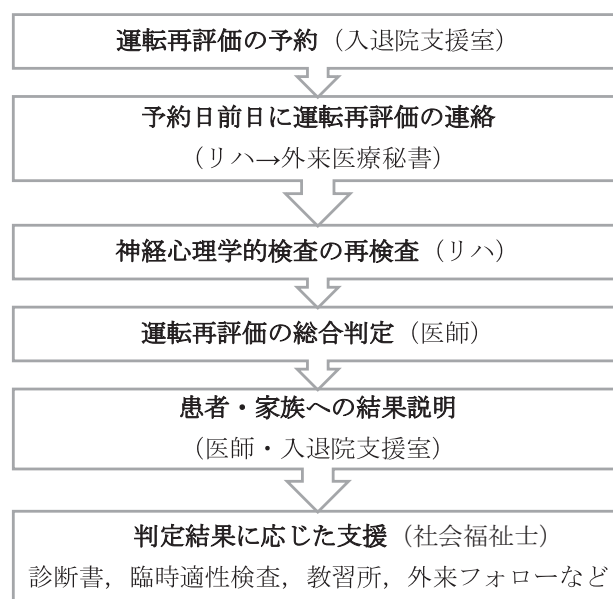 運転再評価の予約（入退院支援室）
予約日前日に運転再評価の連絡
（リハ→外来医療秘書）
神経心理学的検査の再検査（リハ）
運転再評価の総合判定（医師）
患者・家族への結果説明
（医師・入退院支援室）
判定結果に応じた支援（社会福祉士）
診断書，臨時適性検査，教習所，外来フォローなど